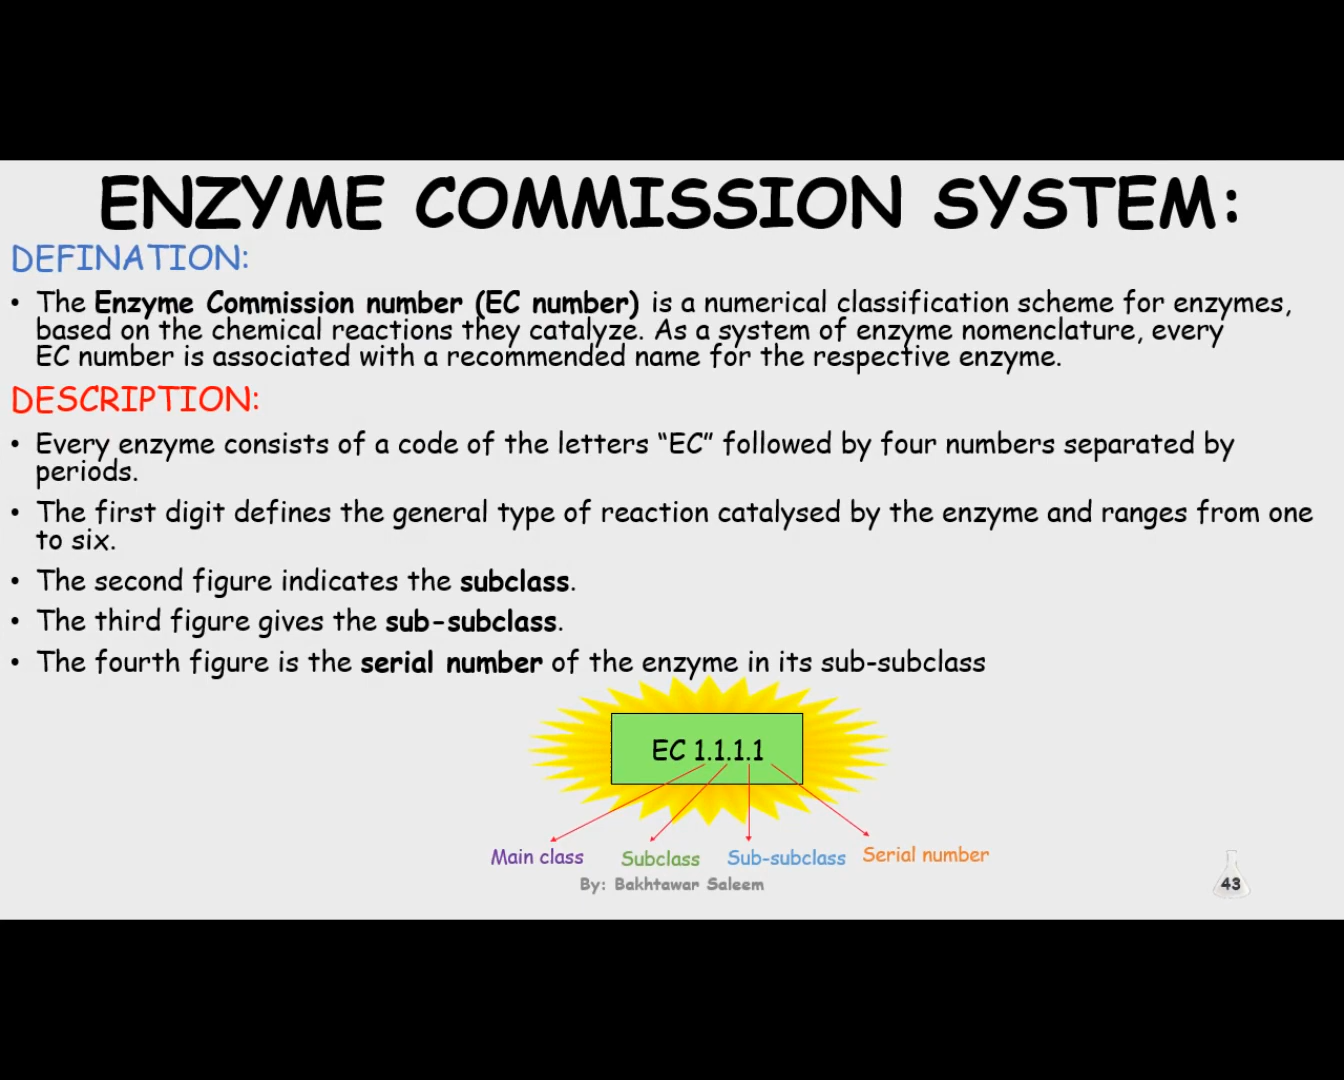 ENZYME COMMISSION SYSTEM:
DEFINATION:
• The Enzyme Commission number (EC number) is a numerical classification scheme for enzymes,
based on the chemical reactions they catalyze. As a system of enzyme nomenclature, every
EC number is associated with a recommended name for the respective enzyme.
DESCRIPTION:
• Every enzyme consists of a code of the letters “EC” followed by four numbers separated by
periods.
• The first digit defines the general type of reaction catalysed by the enzyme and ranges from one
to six.
• The second figure indicates the subclass.
• The third figure gives the sub-subclass.
• The fourth figure is the serial number of the enzyme in its sub-subclass
EC 1.1.1.1
Main class Subclass Sub-subclass Serial number
By: Bakhtawar Saleem
43